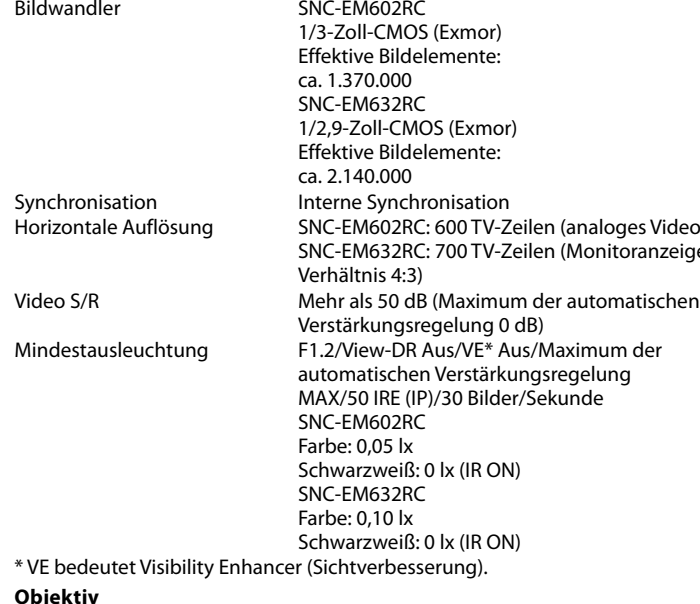 Bildwandler SNC-EM602RC
1/3-Zoll-CMOS (Exmor)
Effektive Bildelemente:
ca. 1.370.000
SNC-EM632RC
1/2,9-Zoll-CMOS (Exmor)
Effektive Bildelemente:
ca. 2.140.000
Synchronisation Interne Synchronisation
Horizontale Auflösung SNC-EM602RC: 600 TV-Zeilen (analoges Video
SNC-EM632RC: 700 TV-Zeilen (Monitoranzeige
Verhältnis 4:3)
Video S/R Mehr als 50 dB (Maximum der automatischen
Verstärkungsregelung 0 dB)
Mindestausleuchtung F1.2/View-DR Aus/VE* Aus/Maximum der
automatischen Verstärkungsregelung
MAX/50 IRE (IP)/30 Bilder/Sekunde
SNC-EM602RC
Farbe: 0,05 lx
Schwarzweiß: 0 lx (IR ON)
SNC-EM632RC
Farbe: 0,10 lx
Schwarzweiß: 0 lx (IR ON)
* VE bedeutet Visibility Enhancer (Sichtverbesserung).
Objektiv